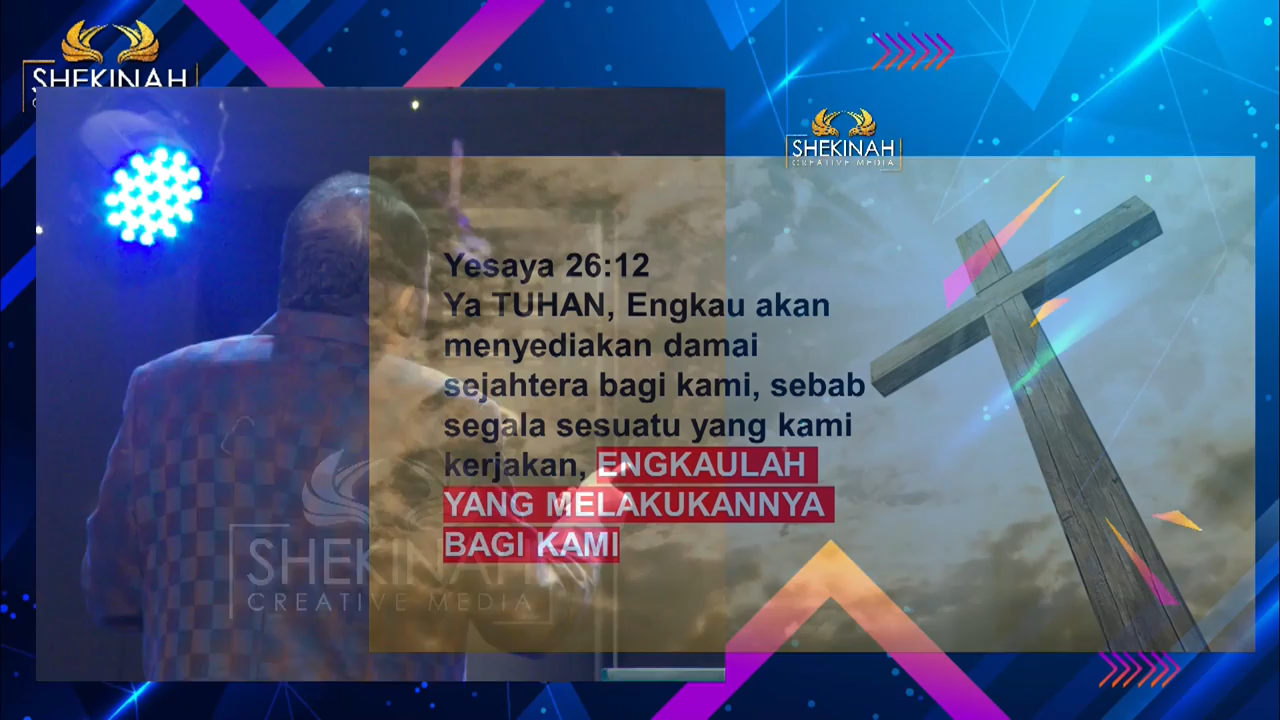 SHEKINAH
SHEKINAH
CREATIVE MEDIA
Yesaya 26:12
Ya TUHAN, Engkau akan
menyediakan damai
sejahtera bagi kami, sebab
segala sesuatu yang kami
kerjakan, ENGKAULAH
YANG MELAKUKANNYA
BAGI KAMI
SHEKINAH
CREATIVE MEDIA